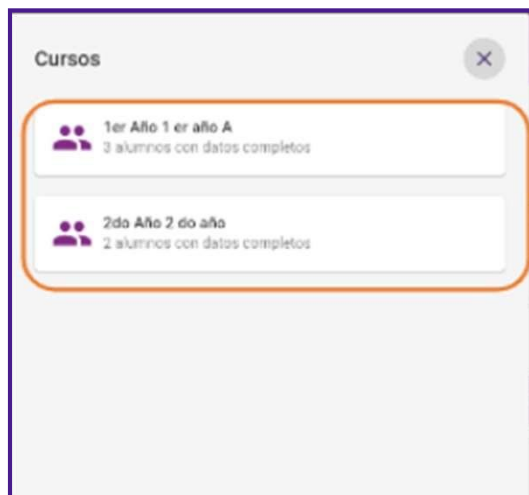 Cursos
1er Año 1 er año A
3 alumnos con datos completos
2do Año 2 do año
2 alumnos con datos completos